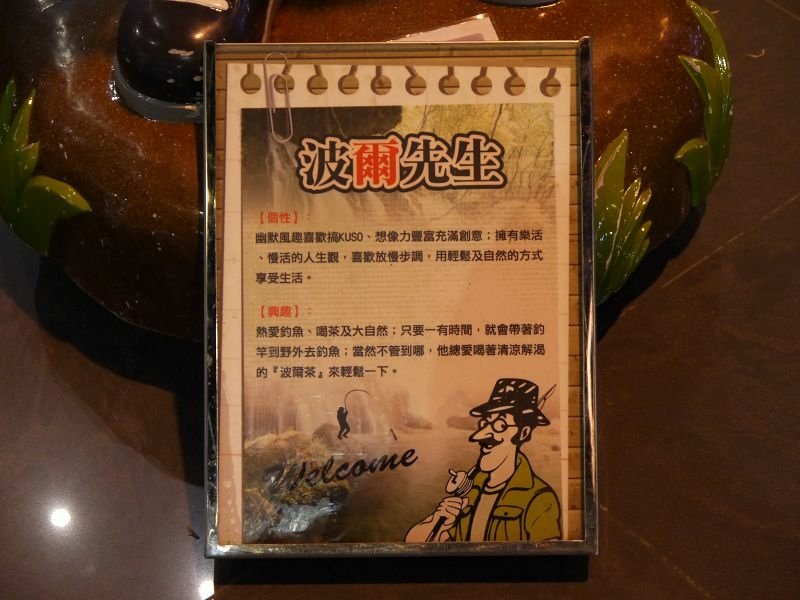 波爾先生
【個性】：
幽默風趣喜歡搞KUSO、想像力豐富充滿創意；擁有樂活
、慢活的人生觀，喜歡放慢步調，用輕鬆及自然的方式
享受生活。
【興趣】：
熱愛釣魚、喝茶及大自然；只要一有時間，就會帶著釣
竿到野外去釣魚；當然不管到哪，他總愛喝著清涼解渴
的『波爾茶』來輕鬆一下。
Welcome